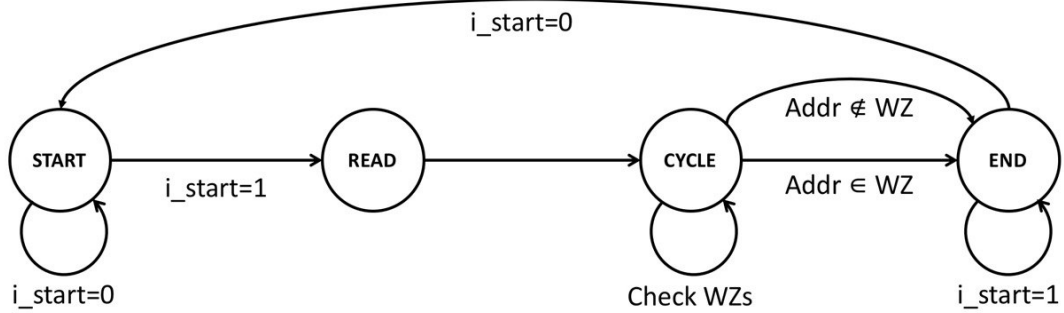 i_start=0
Addr ∉ WZ
START
READ
CYCLE
END
i_start=1
Addr ∈ WZ
i_start=0
Check WZs
i_start=1